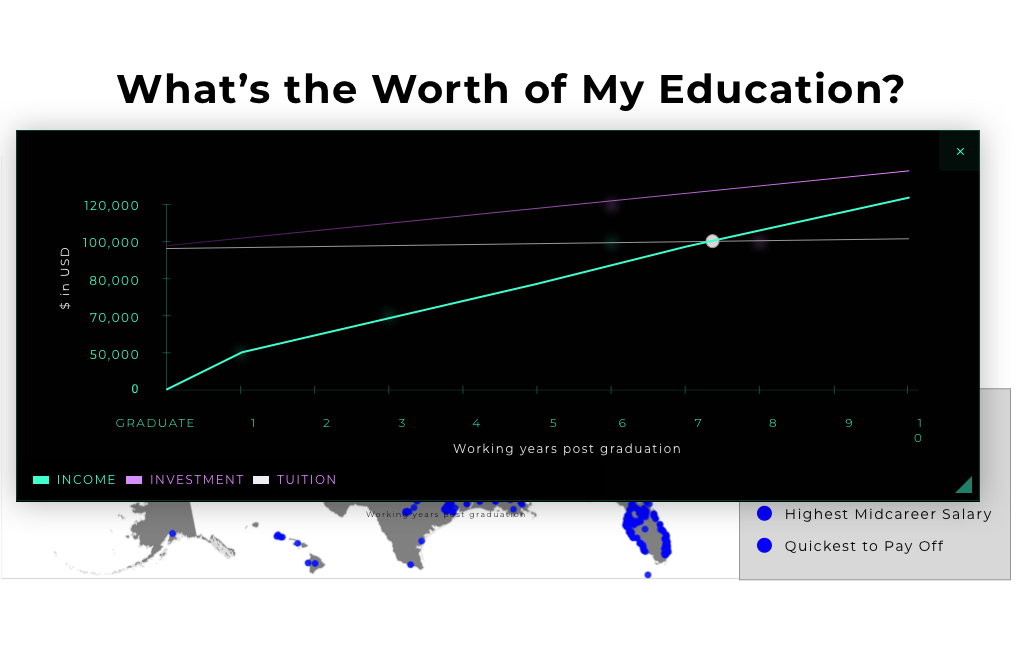 What's the Worth of My Education?
×
120,000
100,000
80,000
70,000
50,000
0
$ in USD
GRADUATE 1 2 3 4 5 6 7 8 9 1
0
Working years post graduation
INCOME INVESTMENT TUITION
Working years post graduation
Highest Midcareer Salary
Quickest to Pay Off